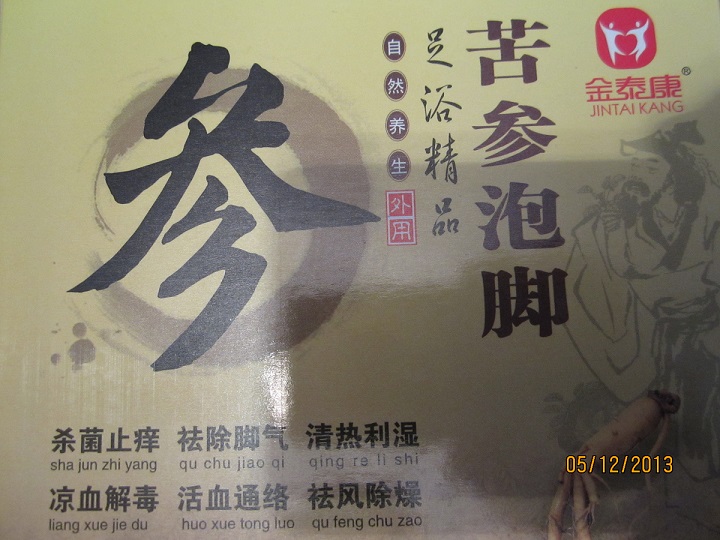 参
自然养生
外用
足浴精品
苦参泡脚
金泰康®
JINTAI KANG
杀菌止痒 祛除脚气 清热利湿
sha jun zhi yang qu chu jiao qi qing re li shi
凉血解毒 活血通络 祛风除燥
liang xue jie du huo xue tong luo qu feng chu zao
05/12/2013